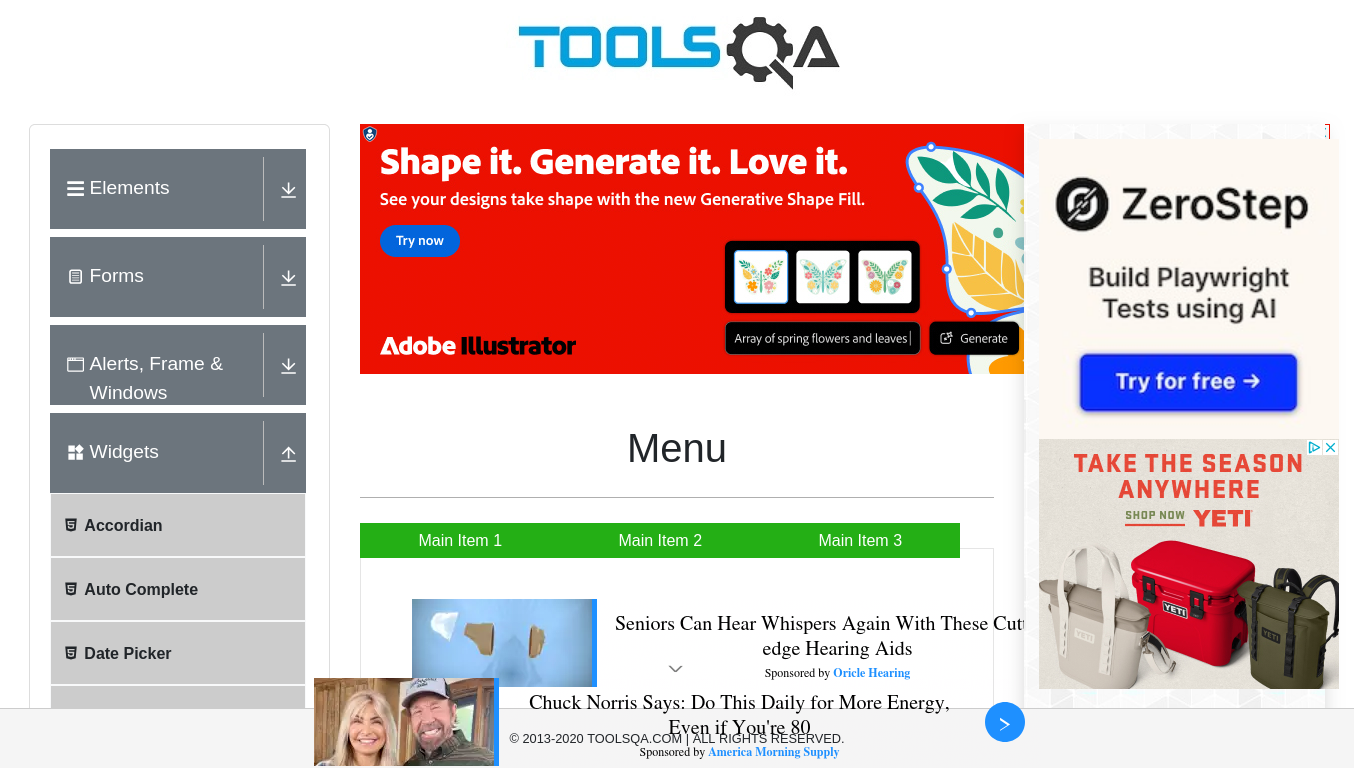 TOOLSQA
Elements
Forms
Alerts, Frame &
Windows
Widgets
Accordian
Auto Complete
Date Picker
Shape it. Generate it. Love it.
See your designs take shape with the new Generative Shape Fill.
Try now
Array of spring flowers and leaves
Generate
Adobe Illustrator
Menu
Main Item 1
Main Item 2
Main Item 3
Seniors Can Hear Whispers Again With These Cutt
edge Hearing Aids
Sponsored by Oricle Hearing
Chuck Norris Says: Do This Daily for More Energy,
Even if You're 80
© 2013-2020 TOOLSQA.COM | ALL RIGHTS RESERVED.
Sponsored by America Morning Supply
ZeroStep
Build Playwright
Tests using AI
Try for free →
TAKE THE SEASON
ANYWHERE
SHOP NOW YETI
YETI
YETI
YETI